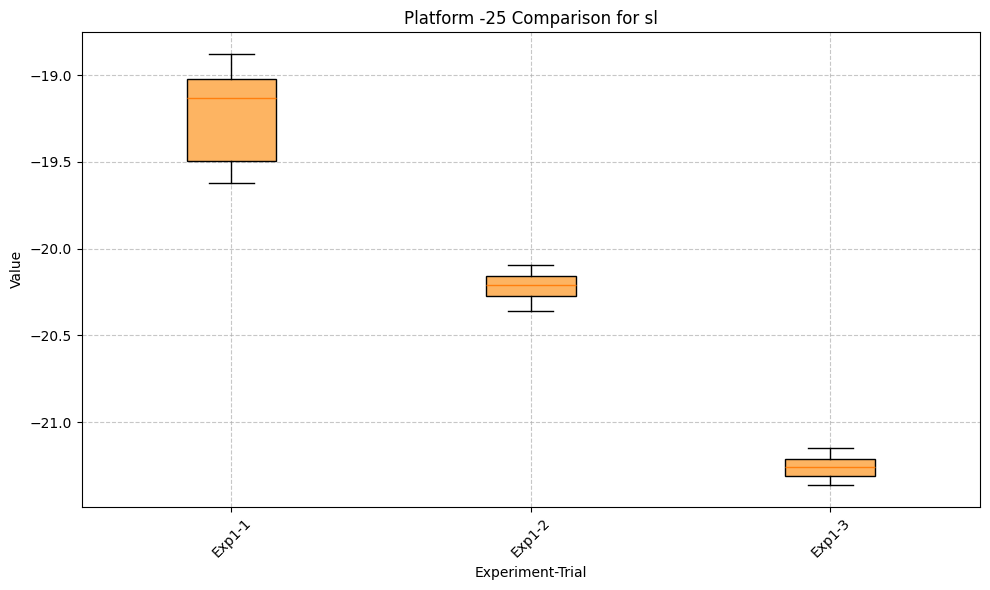 Platform -25 Comparison for sl
−19.0
−19.5
−20.0
−20.5
−21.0
Value
Exp1-1
Exp1-2
Exp1-3
Experiment-Trial